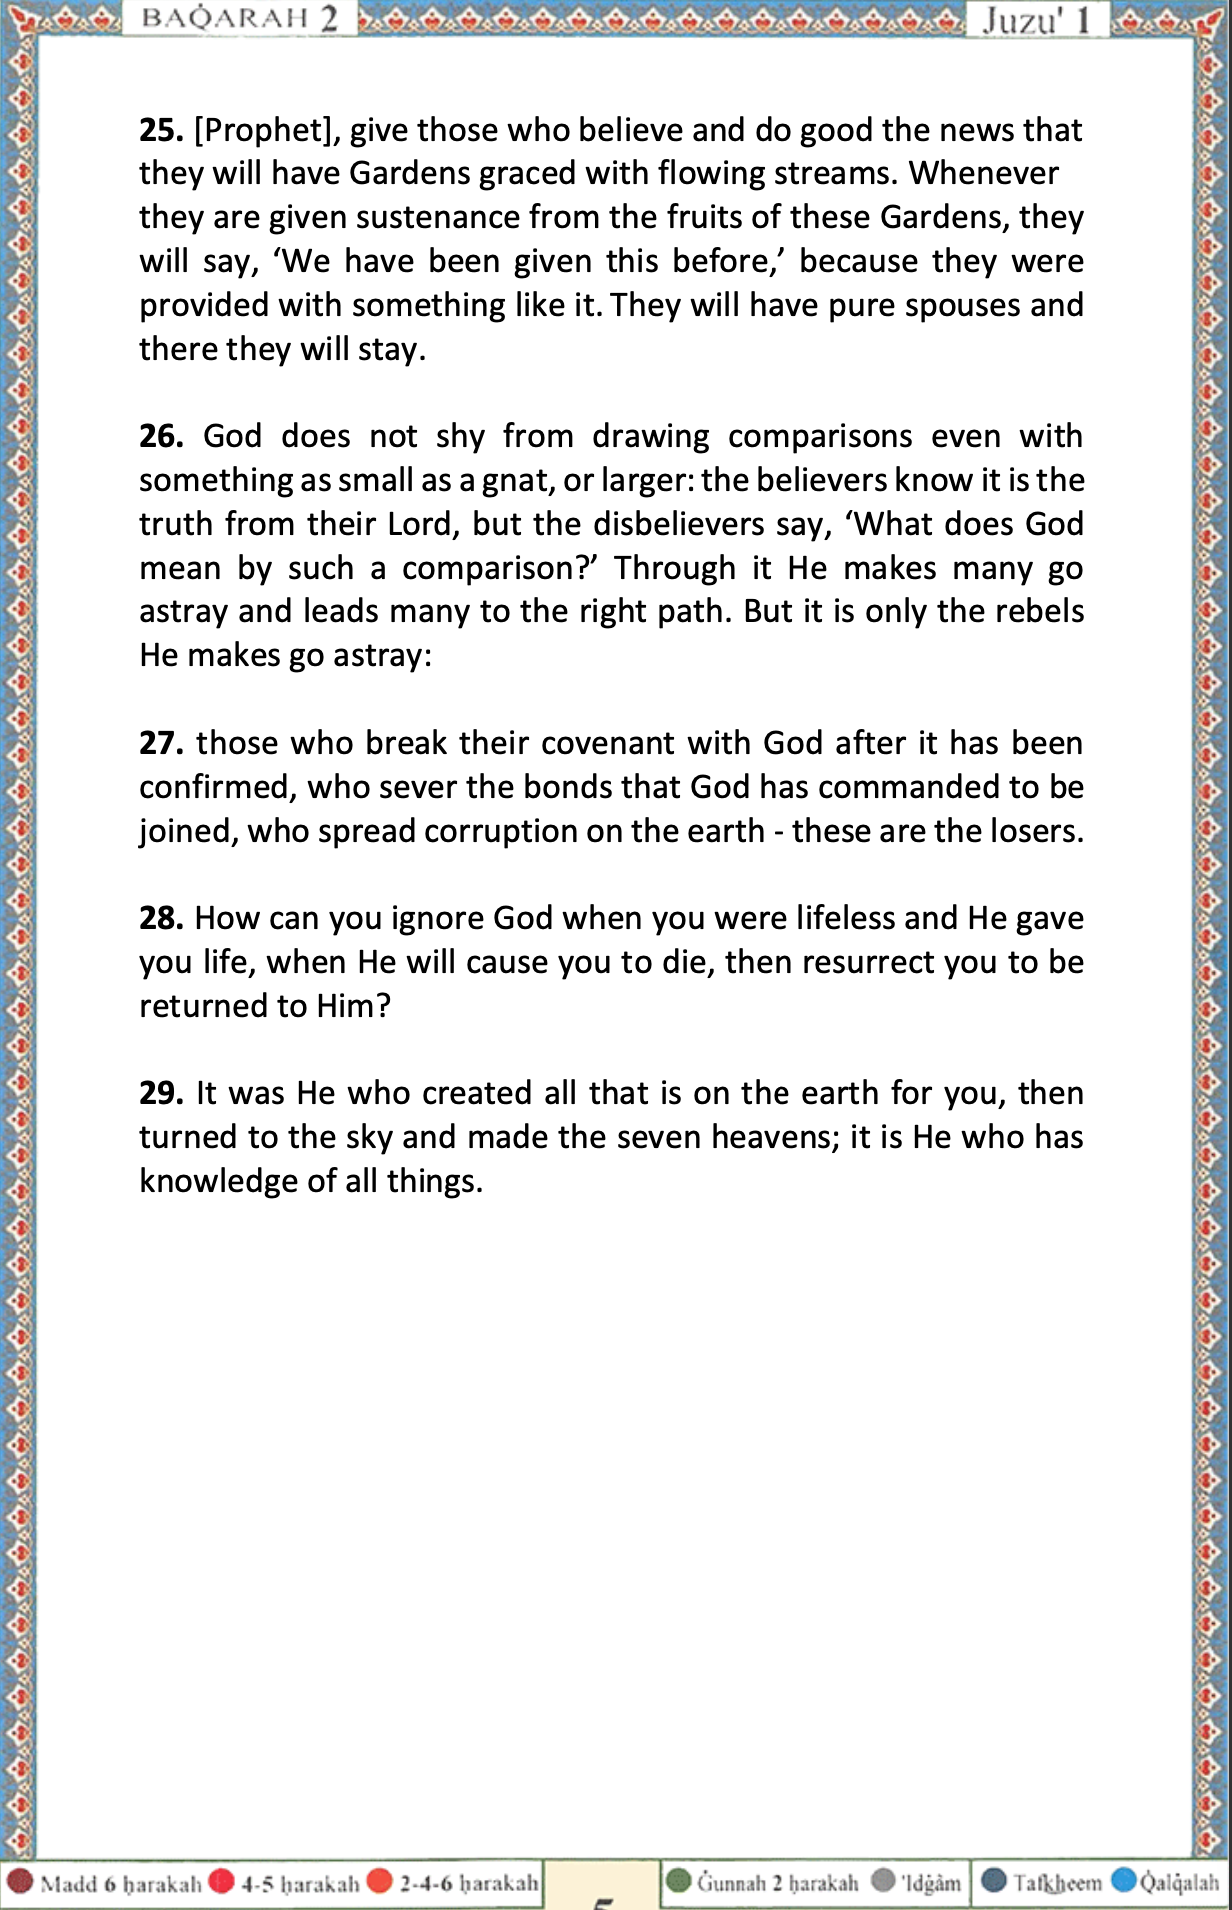 BAQ̇ARAH 2
Juzu' 1
25. [Prophet], give those who believe and do good the news that
they will have Gardens graced with flowing streams. Whenever
they are given sustenance from the fruits of these Gardens, they
will say, ‘We have been given this before,’ because they were
provided with something like it. They will have pure spouses and
there they will stay.
26. God does not shy from drawing comparisons even with
something as small as a gnat, or larger: the believers know it is the
truth from their Lord, but the disbelievers say, ‘What does God
mean by such a comparison?’ Through it He makes many go
astray and leads many to the right path. But it is only the rebels
He makes go astray:
27. those who break their covenant with God after it has been
confirmed, who sever the bonds that God has commanded to be
joined, who spread corruption on the earth - these are the losers.
28. How can you ignore God when you were lifeless and He gave
you life, when He will cause you to die, then resurrect you to be
returned to Him?
29. It was He who created all that is on the earth for you, then
turned to the sky and made the seven heavens; it is He who has
knowledge of all things.
Madd 6 ḥarakah 4-5 ḥarakah 2-4-6 ḥarakah
Ġunnah 2 ḥarakah 'Idġâm Tafk͟heem Q̇alq̇alah